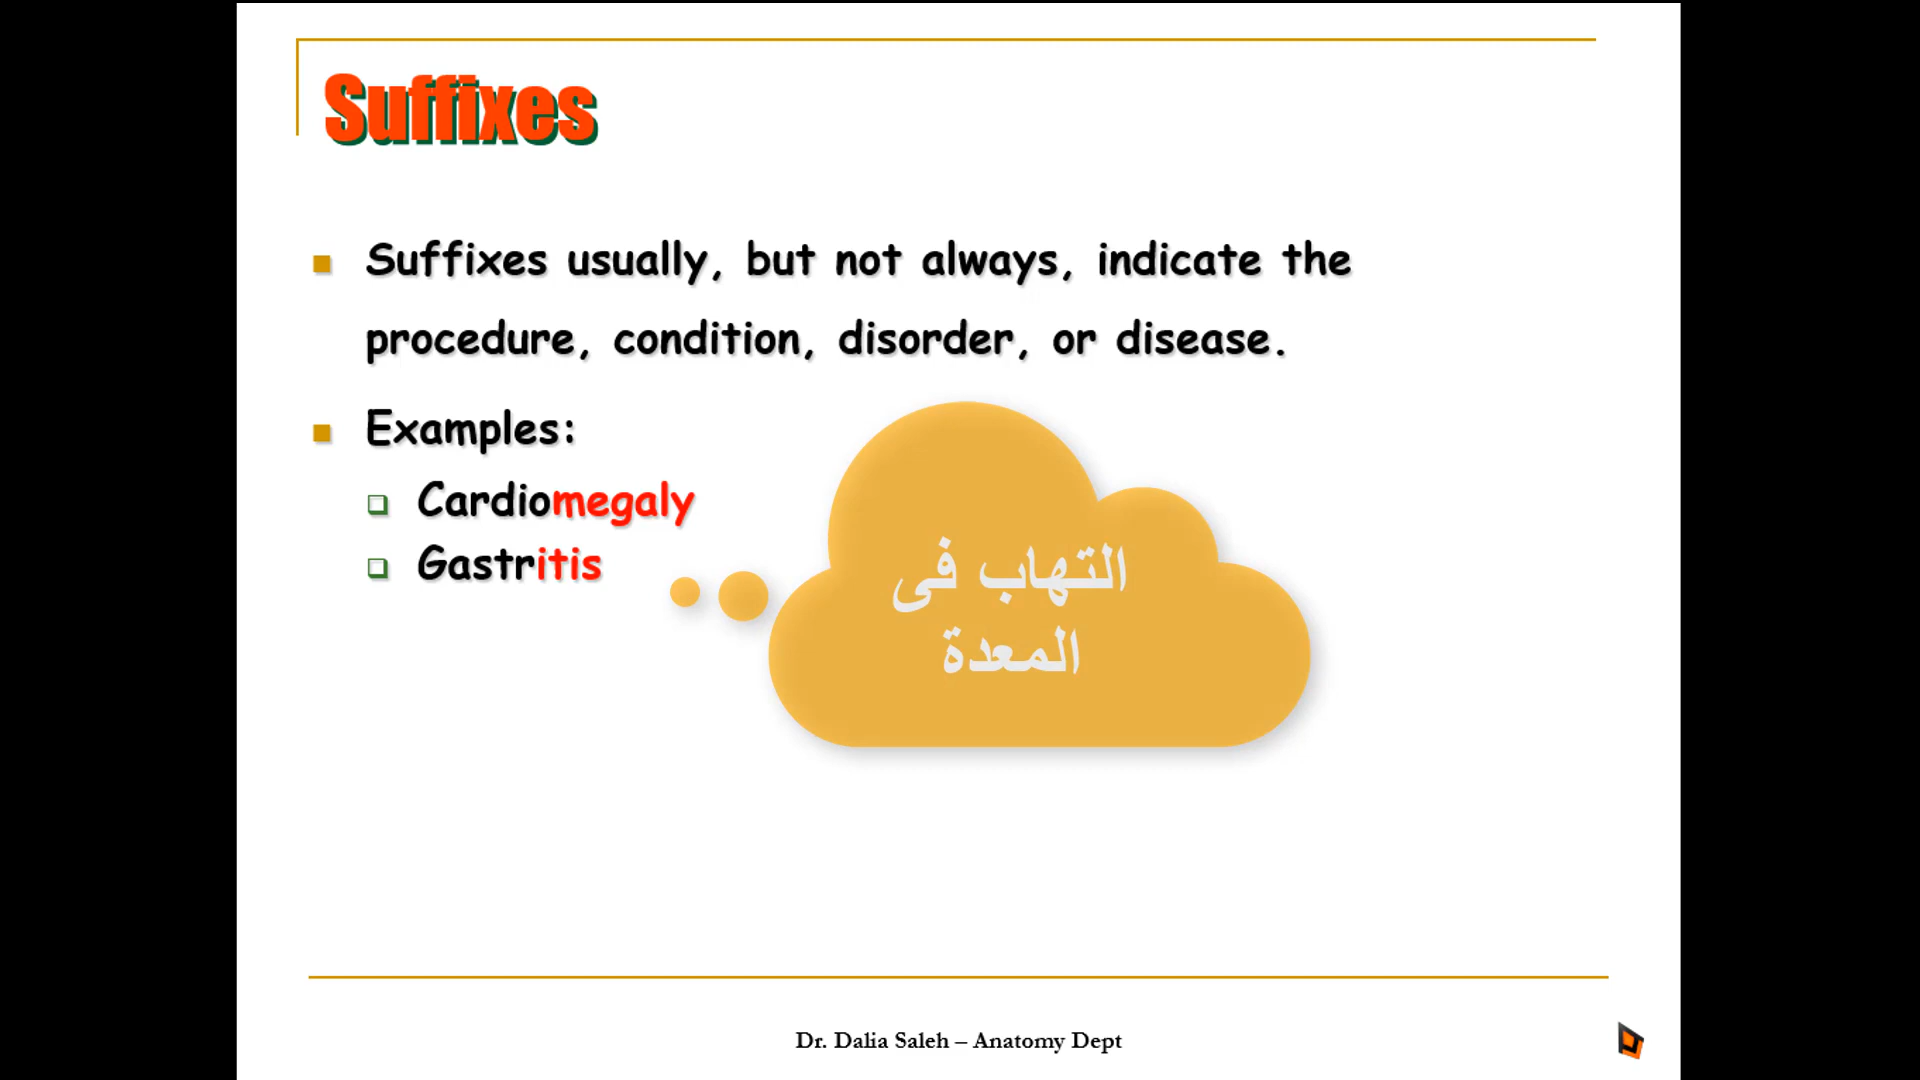 Suffixes
Suffixes usually, but not always, indicate the
procedure, condition, disorder, or disease.
Examples:
Cardiomegaly
Gastritis
التهاب فى
المعدة
Dr. Dalia Saleh – Anatomy Dept